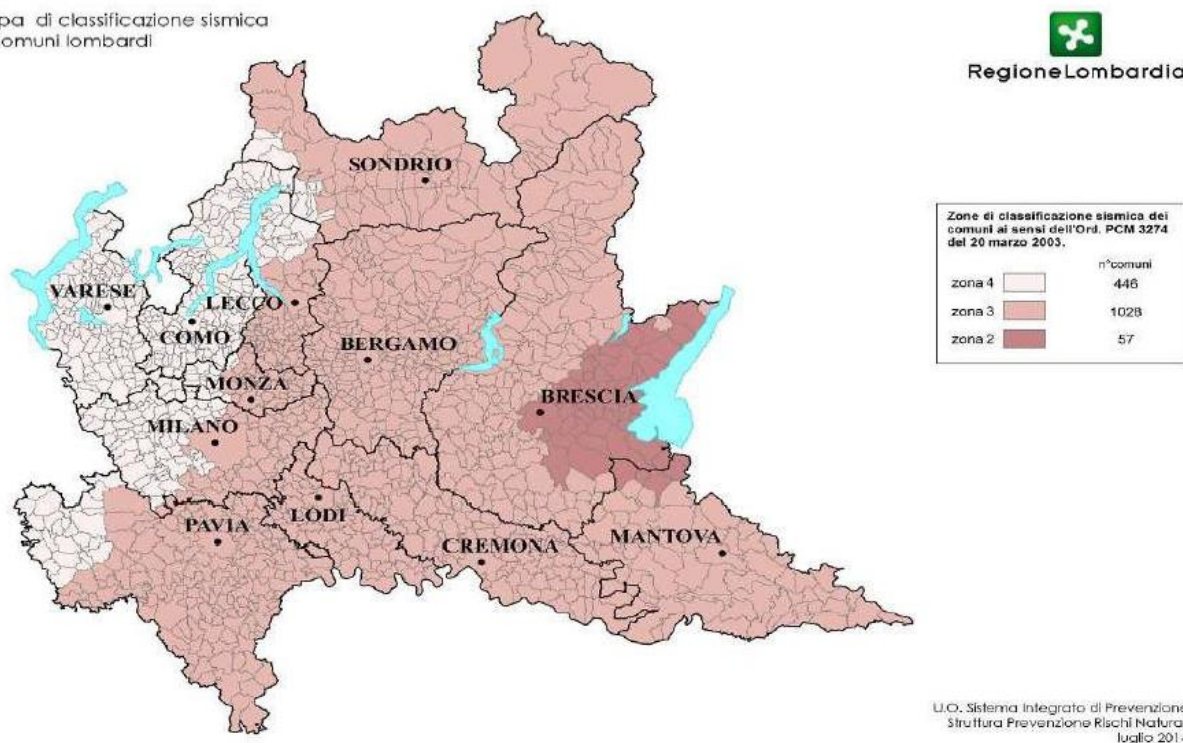 pa di classificazione sismica
omuni lombardi
RegioneLombardia
SONDRIO
VARESE
LECCO
COMO
BERGAMO
MONZA
BRESCIA
MILANO
PAVIA
LODI
CREMONA
MANTOVA
Zone di classificazione sismica dei
comuni ai sensi dell'Ord. PCM 3274
del 20 marzo 2003.
n°comuni
zona 4 446
zona 3 1028
zona 2 57
U.O. Sistema Integrato di Prevenzione
Struttura Prevenzione Rischi Natura
luglio 201